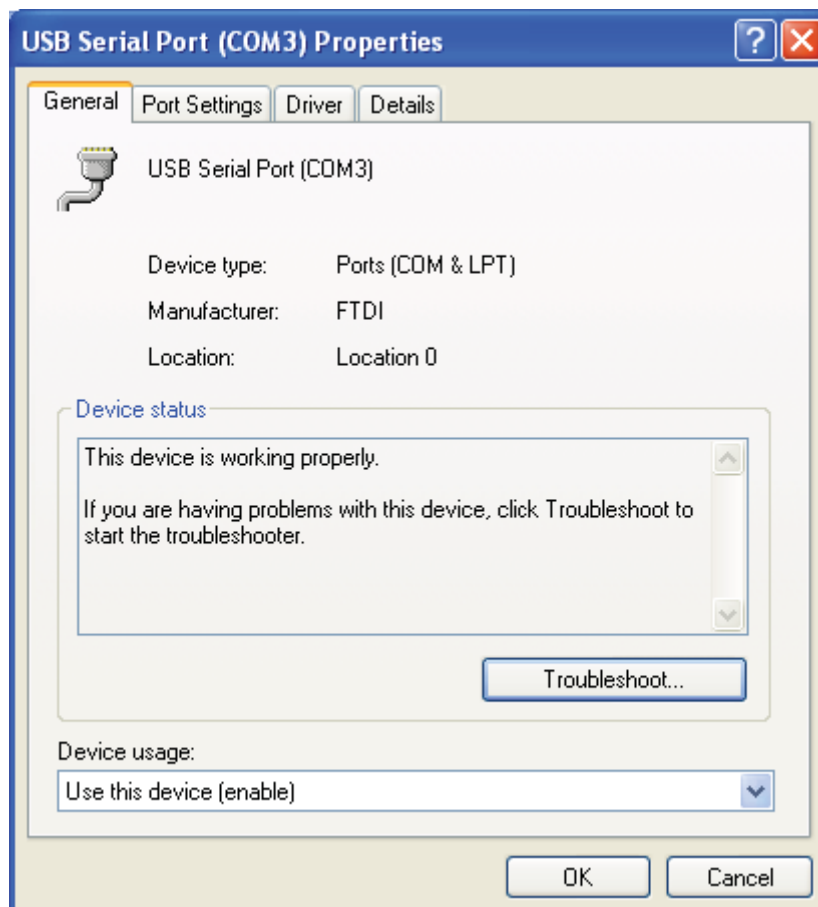 USB Serial Port (COM3) Properties
?
General Port Settings Driver Details
USB Serial Port (COM3)
Device type: Ports (COM & LPT)
Manufacturer: FTDI
Location: Location 0
Device status
This device is working properly.
If you are having problems with this device, click Troubleshoot to
start the troubleshooter.
Troubleshoot...
Device usage:
Use this device (enable)
OK Cancel